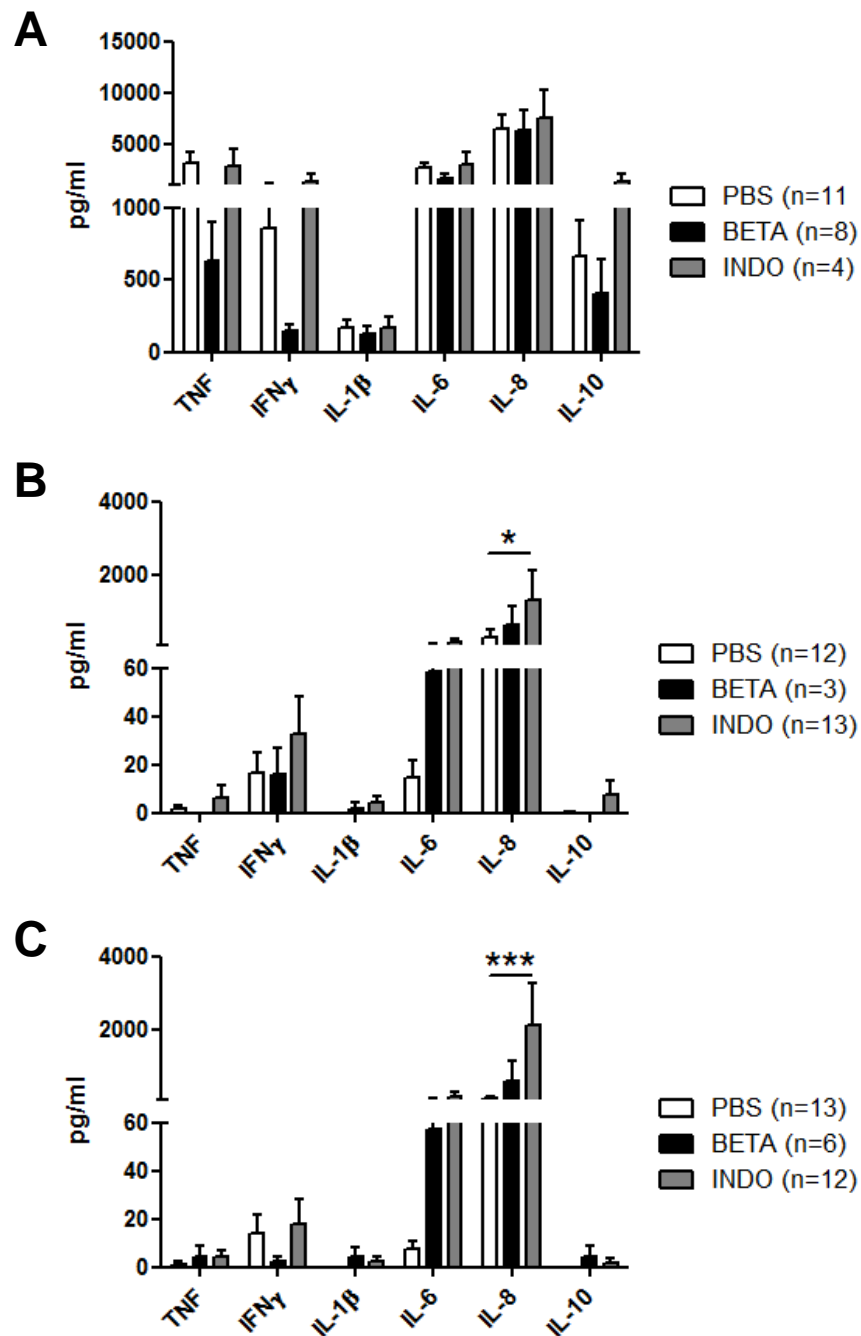 A
15000
10000
5000
1000
500
0
pg/ml
TNF
IFNγ
IL-1β
IL-6
IL-8
IL-10
PBS (n=11
BETA (n=8)
INDO (n=4)
B
4000
2000
60
40
20
0
pg/ml
*
TNF
IFNγ
IL-1β
IL-6
IL-8
IL-10
PBS (n=12)
BETA (n=3)
INDO (n=13)
C
4000
2000
60
40
20
0
pg/ml
***
TNF
IFNγ
IL-1β
IL-6
IL-8
IL-10
PBS (n=13)
BETA (n=6)
INDO (n=12)